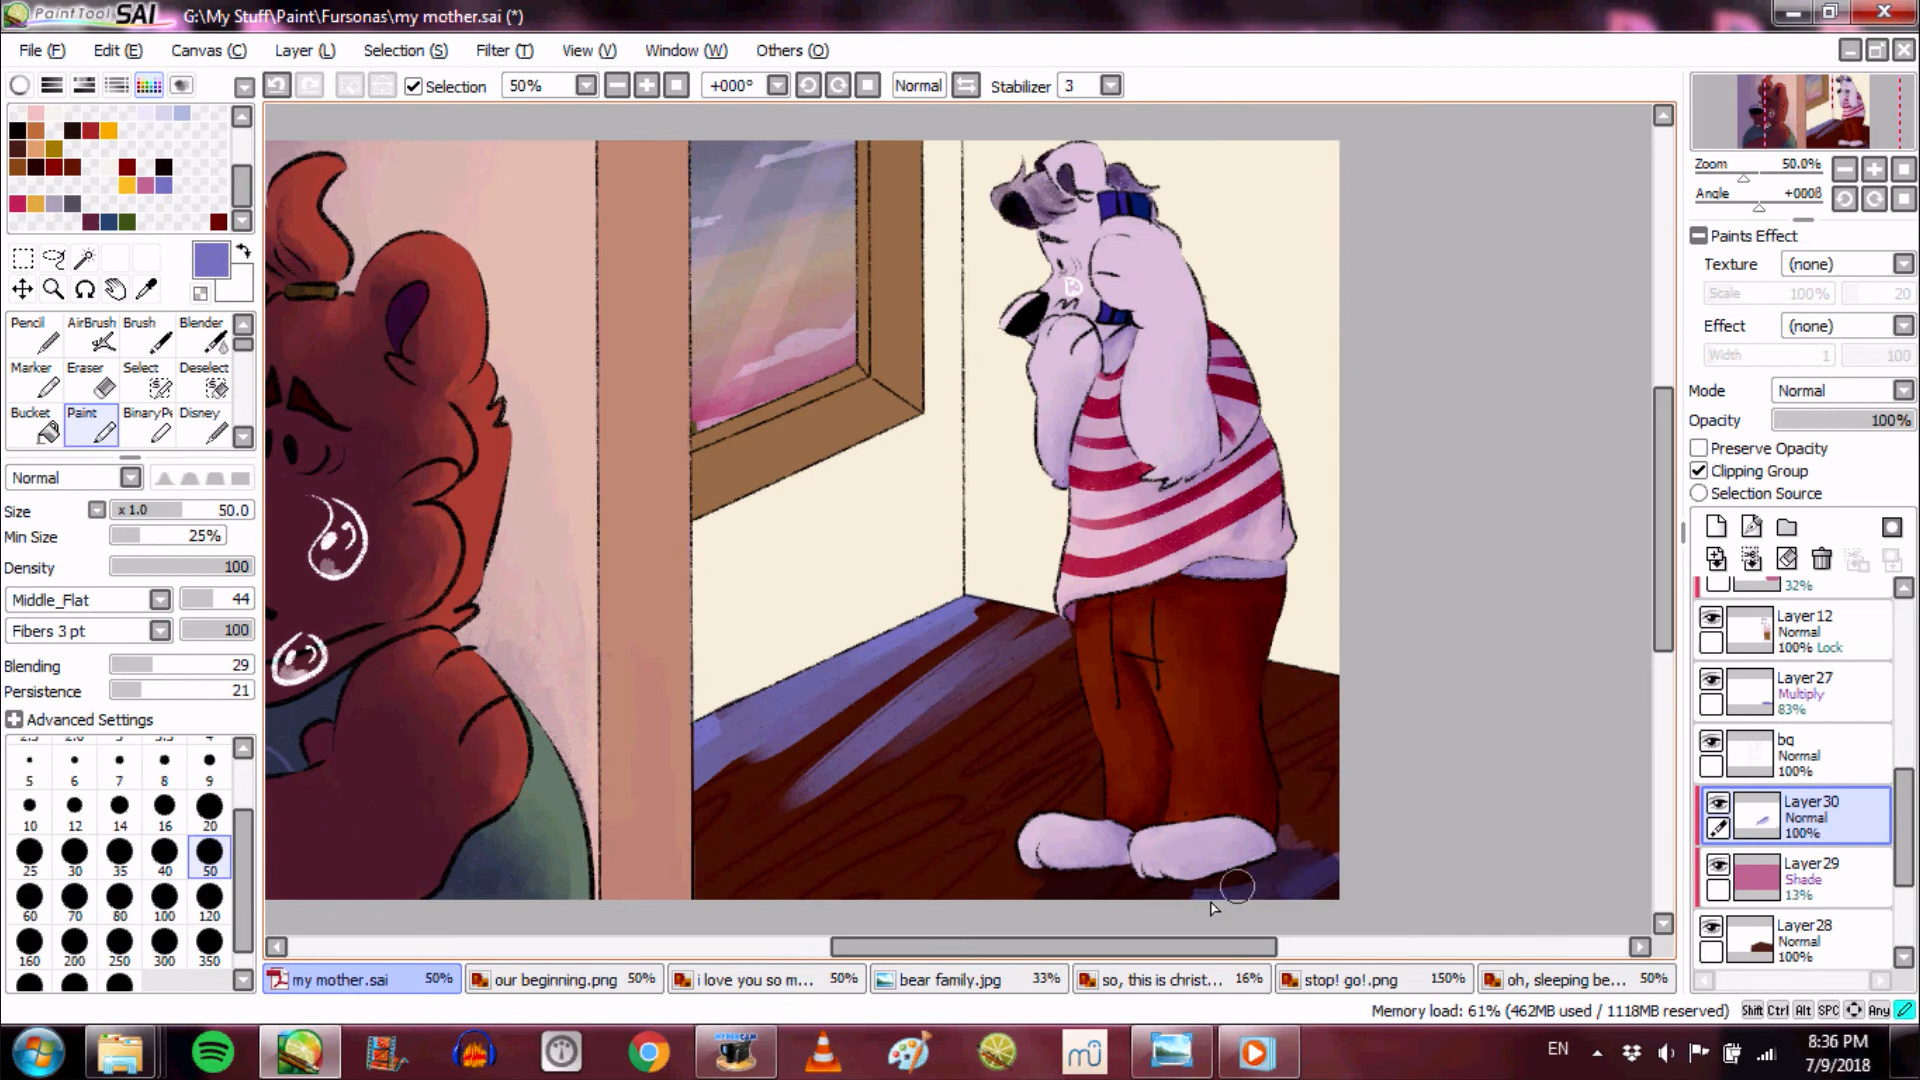 PaintTool SAI G:\My Stuff\Paint\Fursonas\my mother.sai (*)
File (F) Edit (E) Canvas (C) Layer (L) Selection (S) Filter (T) View (V) Window (W) Others (O)
Selection 50% +000° Normal Stabilizer 3
Zoom 50.0%
Angle +000ß
Paints Effect
Texture (none)
Scale 100% 20
Effect (none)
Width 1 100
Mode Normal
Opacity 100%
Preserve Opacity
Clipping Group
Selection Source
Pencil AirBrush Brush Blender
Marker Eraser Select Deselect
Bucket Paint BinaryPe Disney
Normal
Size x 1.0 50.0
Min Size 25%
Density 100
Middle_Flat 44
Fibers 3 pt 100
Blending 29
Persistence 21
Advanced Settings
5 6 7 8 9
10 12 14 16 20
25 30 35 40 50
60 70 80 100 120
160 200 250 300 350
32%
Layer12
Normal
100% Lock
Layer27
Multiply
83%
bg
Normal
100%
Layer30
Normal
100%
Layer29
Shade
13%
Layer28
Normal
100%
my mother.sai 50% our beginning.png 50% i love you so m... 50% bear family.jpg 33% so, this is christ... 16% stop! go!.png 150% oh, sleeping be... 50%
Memory load: 61% (462MB used / 1118MB reserved) Shift Ctrl Alt SPC Any
HYPERCAM
EN 8:36 PM
7/9/2018